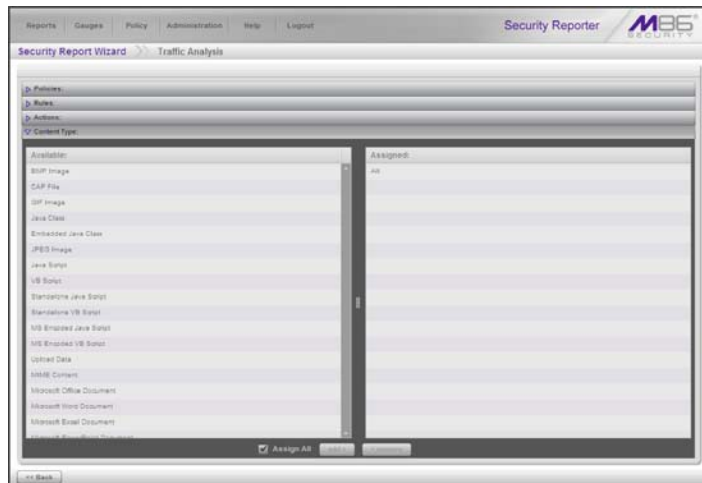 Reports Gauges Policy Administration Help Logout
Security Reporter
M86
SECURITY
Security Report Wizard Traffic Analysis
Policies:
Rules:
Actions:
Content Type:
Available:
Assigned:
BMP Image
All
CAP File
GIF Image
Java Class
Embedded Java Class
JPEG Image
Java Script
VB Script
Standalone Java Script
Standalone VB Script
MS Encoded Java Script
MS Encoded VB Script
Upload Data
MIME Content
Microsoft Office Document
Microsoft Word Document
Microsoft Excel Document
Microsoft PowerPoint Document
Assign All
<< Back